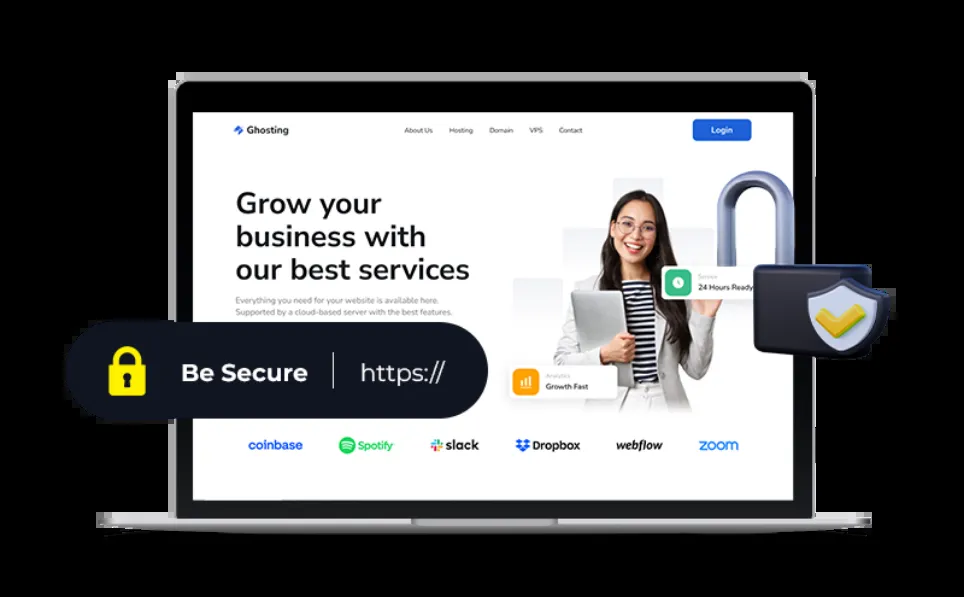 Ghosting
About Us Hosting Domain VPS Contact
Login
Grow your
business with
our best services
Everything you need for your website is available here.
Supported by a cloud-based server with the best features.
Service
24 Hours Ready
Analytics
Growth Fast
Be Secure | https://
coinbase Spotify slack Dropbox webflow zoom